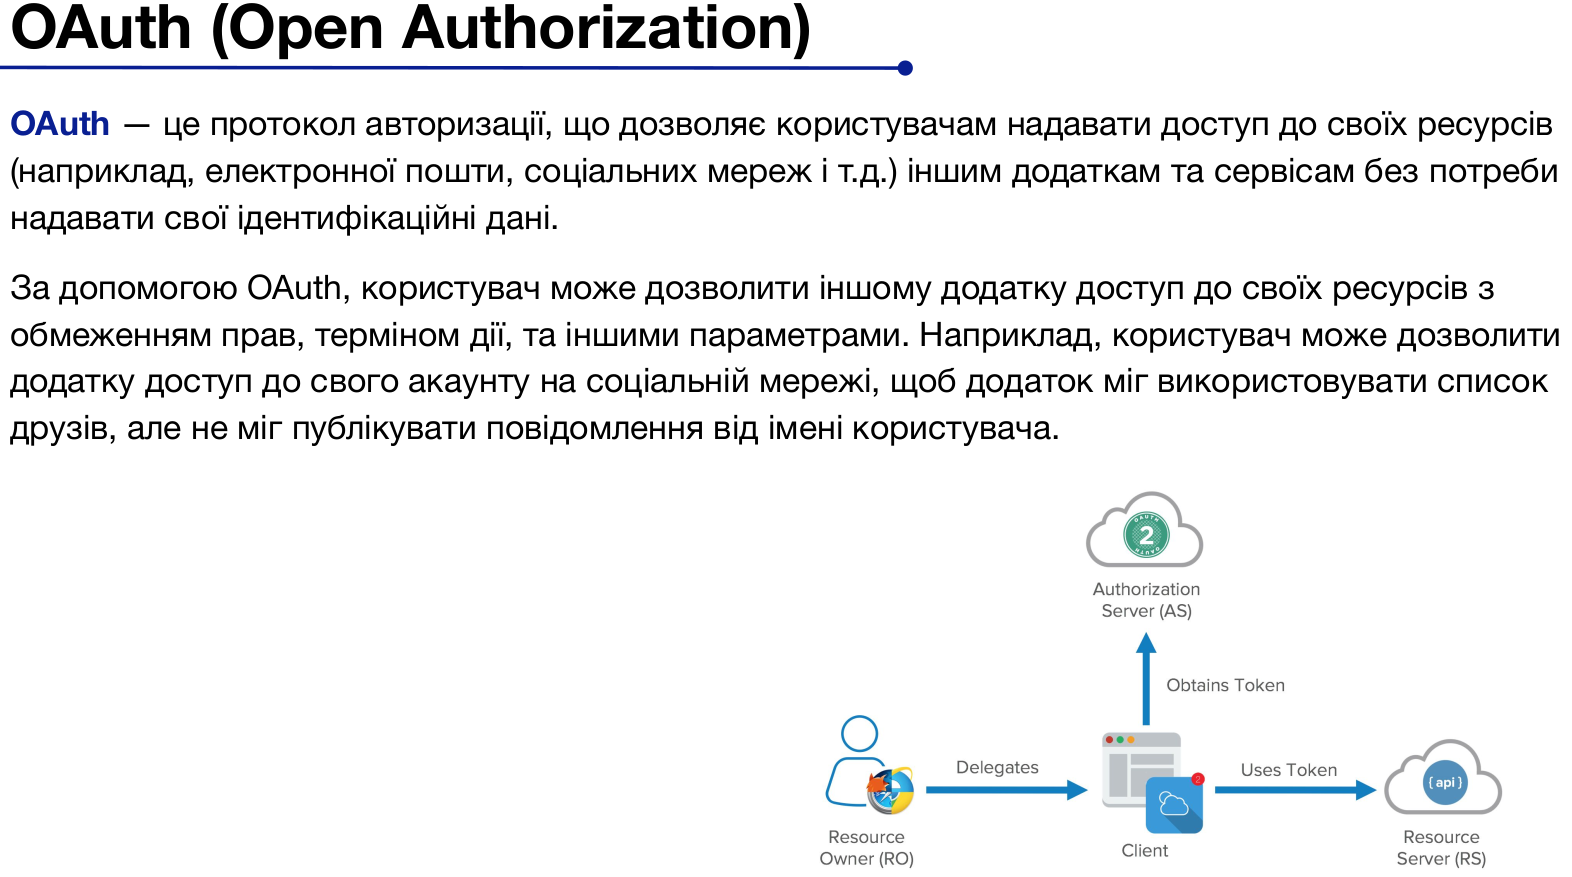 OAuth (Open Authorization)
OAuth — це протокол авторизації, що дозволяє користувачам надавати доступ до своїх ресурсів
(наприклад, електронної пошти, соціальних мереж і т.д.) іншим додаткам та сервісам без потреби
надавати свої ідентифікаційні дані.
За допомогою OAuth, користувач може дозволити іншому додатку доступ до своїх ресурсів з
обмеженням прав, терміном дії, та іншими параметрами. Наприклад, користувач може дозволити
додатку доступ до свого акаунту на соціальній мережі, щоб додаток міг використовувати список
друзів, але не міг публікувати повідомлення від імені користувача.
OAUTH
2
OAUTH
Authorization
Server (AS)
Obtains Token
Delegates
2
Uses Token
{ api }
Resource
Owner (RO)
Client
Resource
Server (RS)